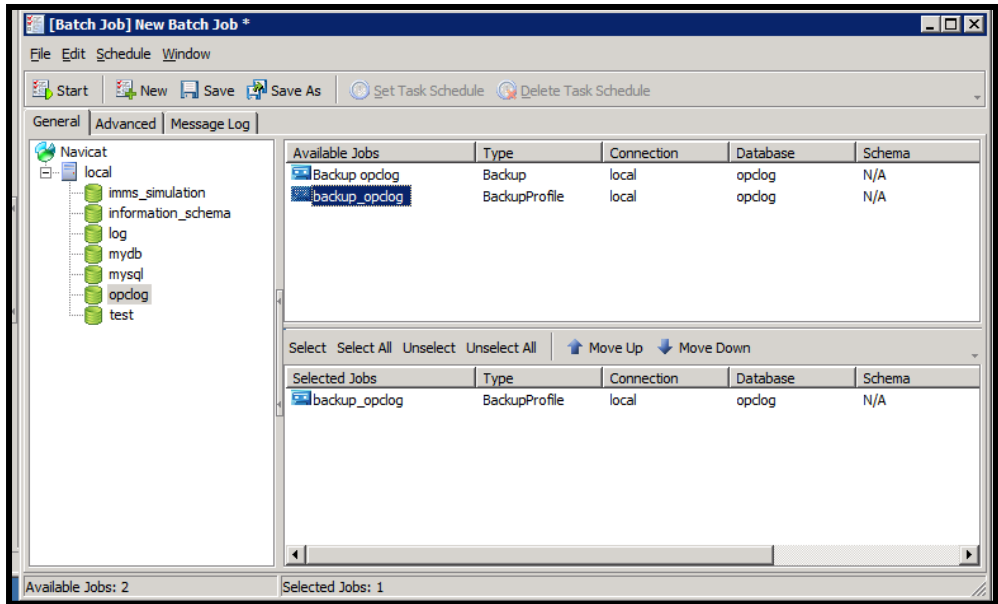 [Batch Job] New Batch Job *
File Edit Schedule Window
Start New Save Save As Set Task Schedule Delete Task Schedule
General Advanced Message Log
Navicat
local
imms_simulation
information_schema
log
mydb
mysql
opclog
test
Available Jobs Type Connection Database Schema
Backup opclog Backup local opclog N/A
backup_opclog BackupProfile local opclog N/A
Select Select All Unselect Unselect All Move Up Move Down
Selected Jobs Type Connection Database Schema
backup_opclog BackupProfile local opclog N/A
Available Jobs: 2 Selected Jobs: 1